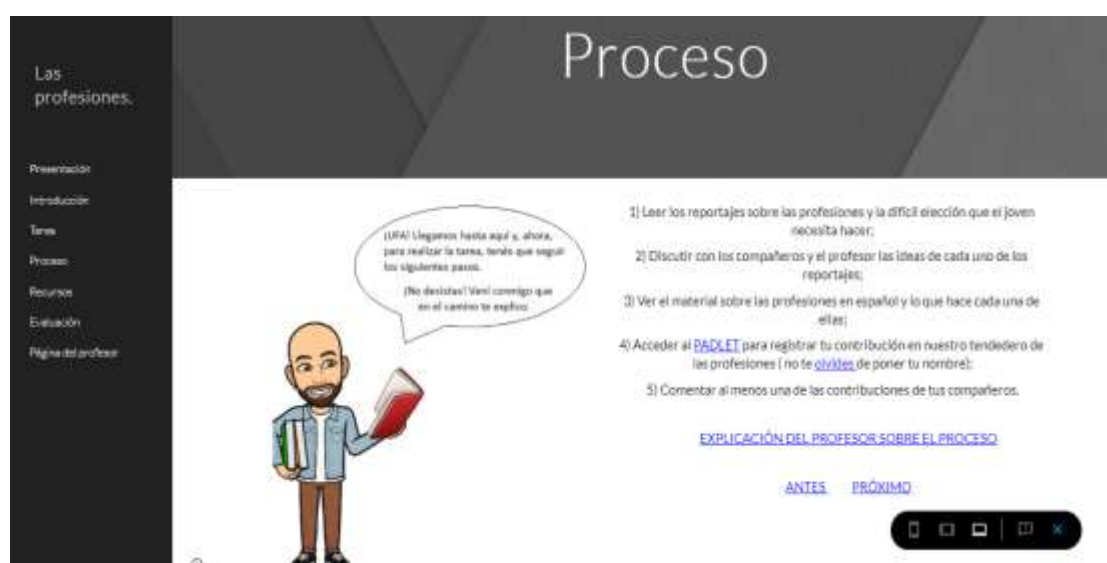 Proceso
Las
profesiones.
Presentación
Introducción
Tarea
Proceso
Recursos
Evaluación
Página del profesor
¡UFA! Llegamos hasta aquí y, ahora,
para realizar la tarea, tenés que seguir
los siguientes pasos.
¡No desistas! Vení conmigo que
en el camino te explico.
1) Leer los reportajes sobre las profesiones y la difícil elección que el joven
necesita hacer;
2) Discutir con los compañeros y el profesor las ideas de cada uno de los
reportajes;
3) Ver el material sobre las profesiones en español y lo que hace cada una de
ellas;
4) Acceder al PADLET para registrar tu contribución en nuestro tendedero de
las profesiones ( no te olvides de poner tu nombre);
5) Comentar al menos una de las contribuciones de tus compañeros.
EXPLICACIÓN DEL PROFESOR SOBRE EL PROCESO
ANTES PRÓXIMO